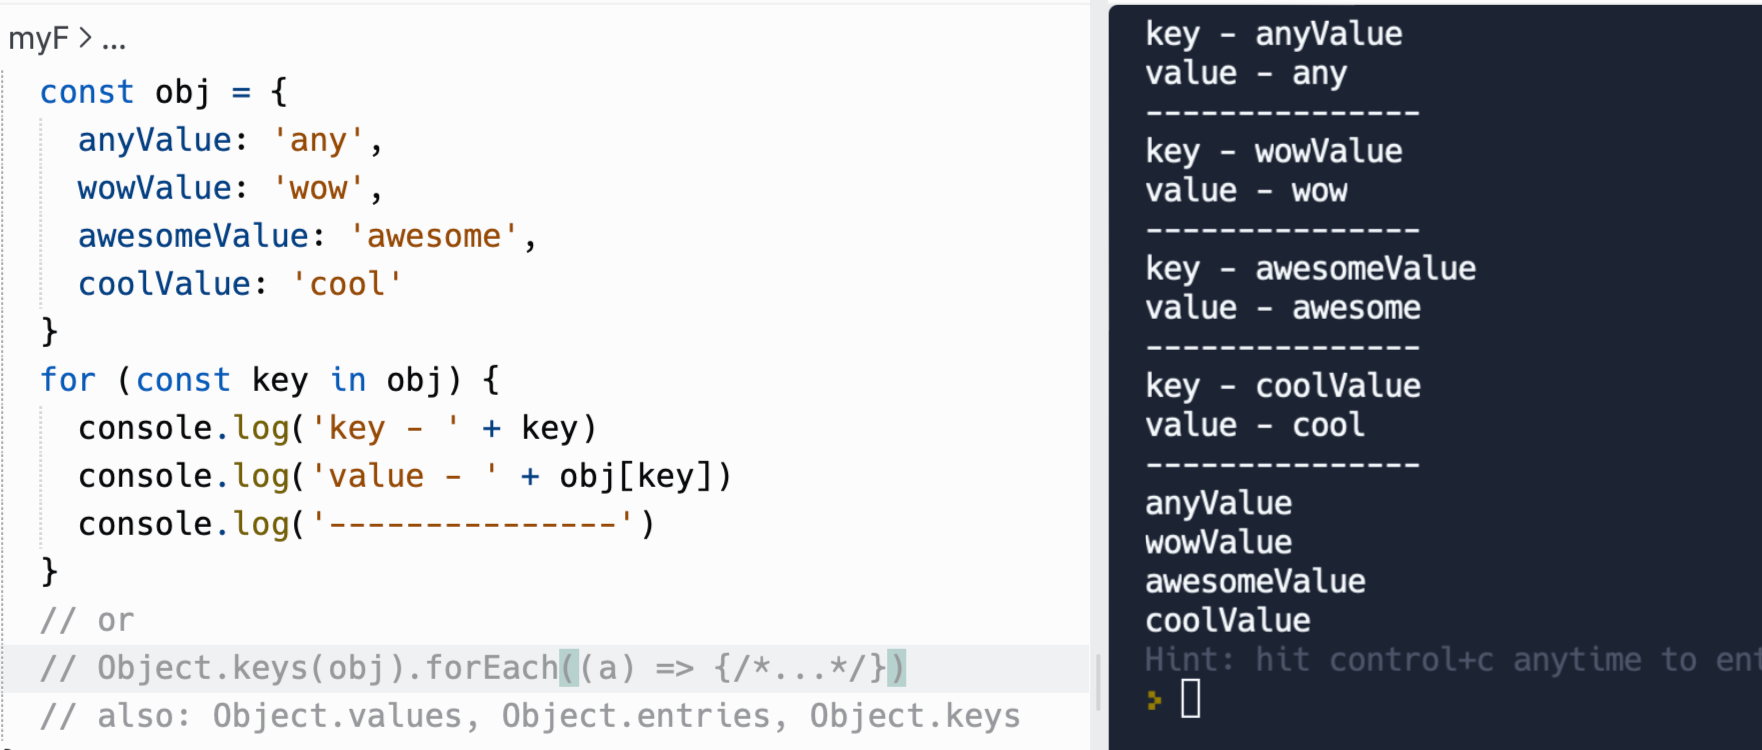 myF > ...
const obj = {
anyValue: 'any',
wowValue: 'wow',
awesomeValue: 'awesome',
coolValue: 'cool'
}
for (const key in obj) {
console.log('key - ' + key)
console.log('value - ' + obj[key])
console.log('---------------')
}
// or
// Object.keys(obj).forEach((a) => {/*...*/})
// also: Object.values, Object.entries, Object.keys
key - anyValue
value - any
---------------
key - wowValue
value - wow
---------------
key - awesomeValue
value - awesome
---------------
key - coolValue
value - cool
---------------
anyValue
wowValue
awesomeValue
coolValue
Hint: hit control+c anytime to